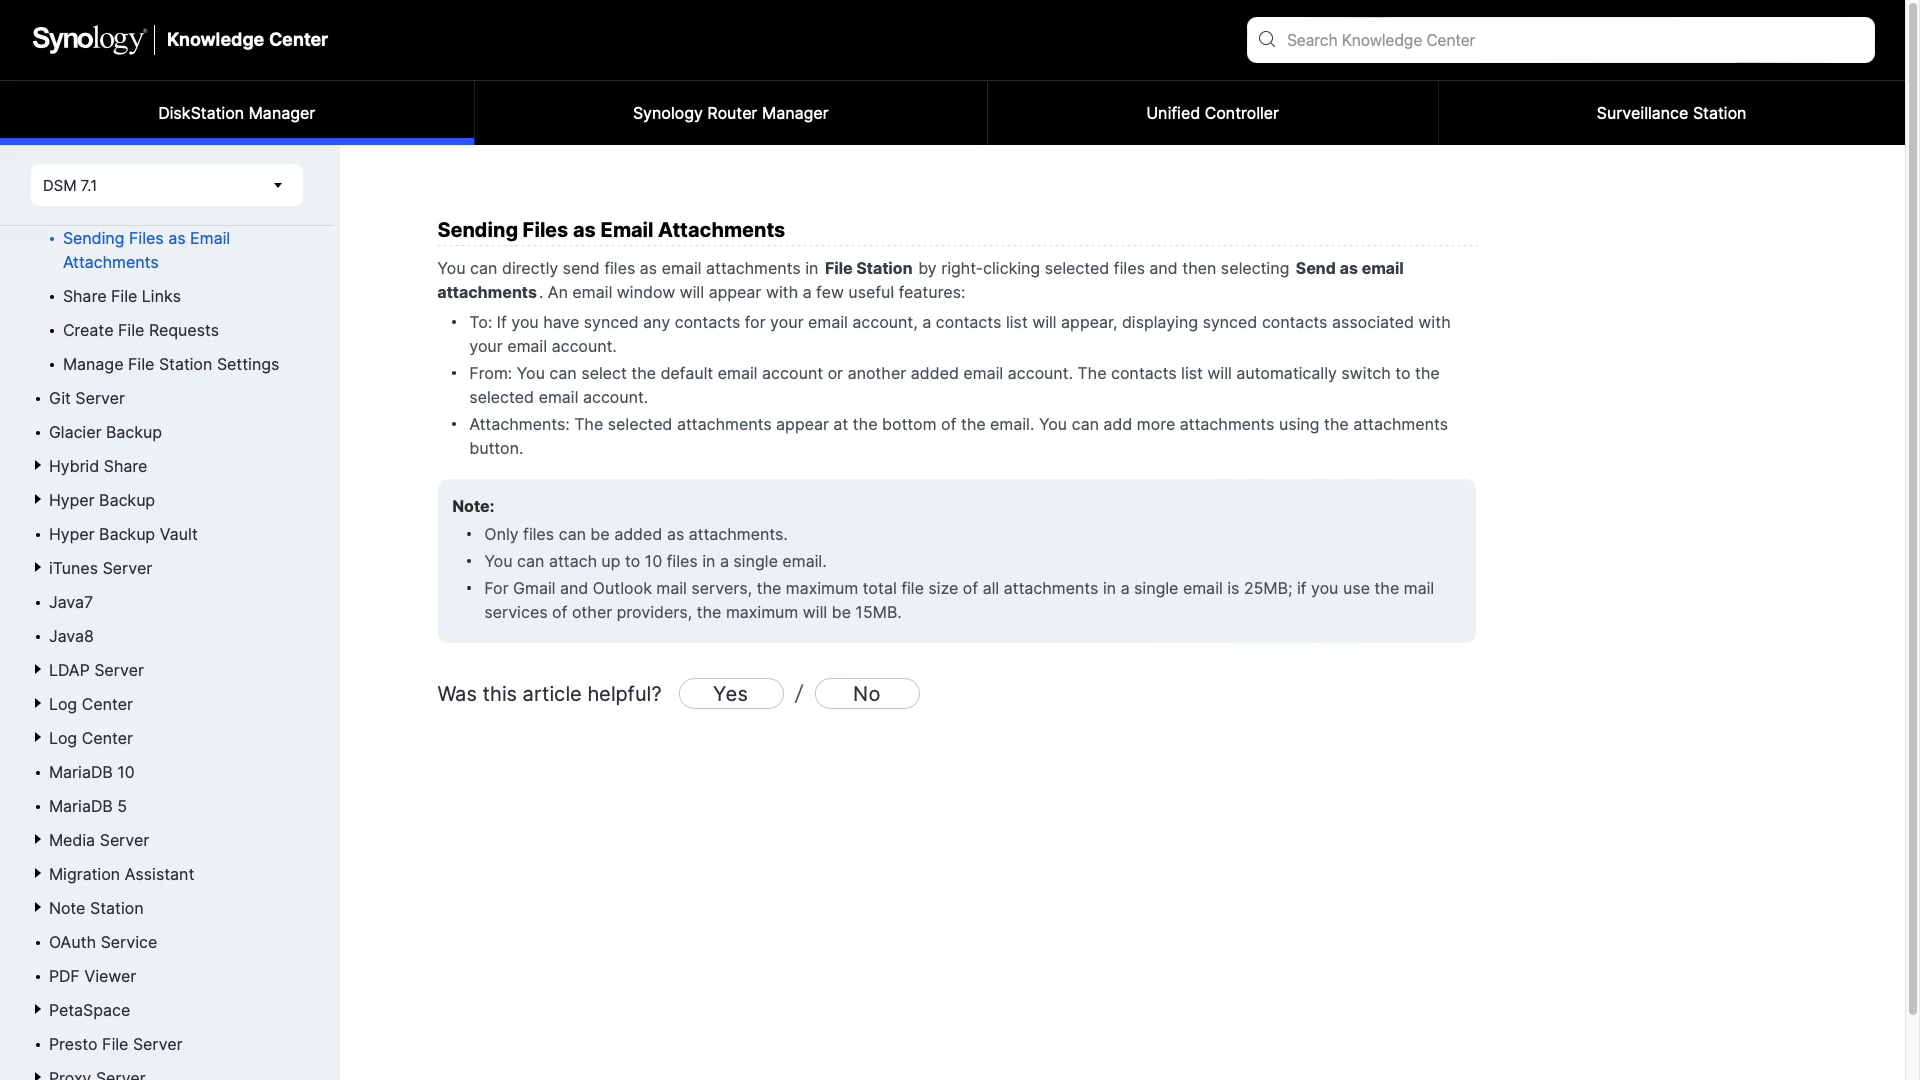 Synology Knowledge Center
Search Knowledge Center
DiskStation Manager
Synology Router Manager
Unified Controller
Surveillance Station
DSM 7.1
Sending Files as Email
Attachments
Share File Links
Create File Requests
Manage File Station Settings
Git Server
Glacier Backup
Hybrid Share
Hyper Backup
Hyper Backup Vault
iTunes Server
Java7
Java8
LDAP Server
Log Center
Log Center
MariaDB 10
MariaDB 5
Media Server
Migration Assistant
Note Station
OAuth Service
PDF Viewer
PetaSpace
Presto File Server
Proxy Server
Sending Files as Email Attachments
You can directly send files as email attachments in File Station by right-clicking selected files and then selecting Send as email
attachments. An email window will appear with a few useful features:
• To: If you have synced any contacts for your email account, a contacts list will appear, displaying synced contacts associated with
your email account.
• From: You can select the default email account or another added email account. The contacts list will automatically switch to the
selected email account.
• Attachments: The selected attachments appear at the bottom of the email. You can add more attachments using the attachments
button.
Note:
• Only files can be added as attachments.
• You can attach up to 10 files in a single email.
• For Gmail and Outlook mail servers, the maximum total file size of all attachments in a single email is 25MB; if you use the mail
services of other providers, the maximum will be 15MB.
Was this article helpful? Yes / No